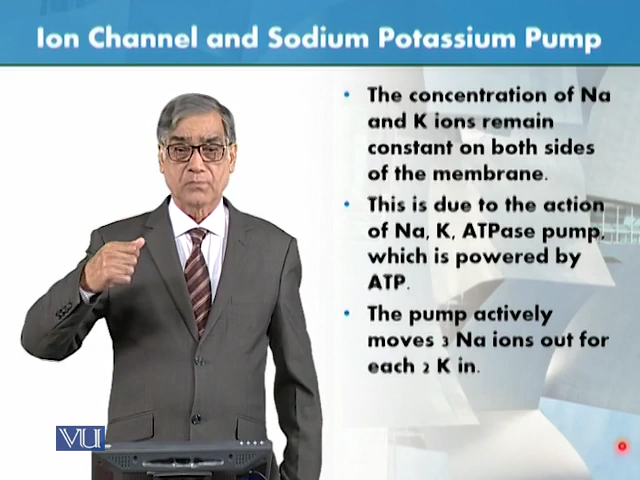 Ion Channel and Sodium Potassium Pump
• The concentration of Na
and K ions remain
constant on both sides
of the membrane.
• This is due to the action
of Na, K, ATPase pump,
which is powered by
ATP.
• The pump actively
moves 3 Na ions out for
each 2 K in.
VU